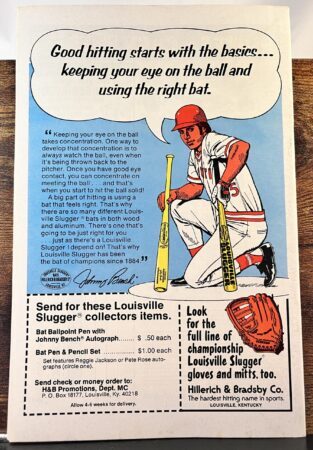 Good hitting starts with the basics...
keeping your eye on the ball and
using the right bat.
“ Keeping your eye on the ball
takes concentration. One way to
develop that concentration is to
always watch the ball, even when
it's being thrown back to the
pitcher. Once you have good eye
contact, you can concentrate on
meeting the ball . . . and that's
when you start to hit the ball solid!
A big part of hitting is using a
bat that feels right. That's why
there are so many different Louis-
ville Slugger® bats in both wood
and aluminum. There's one that's
going to be just right for you —
. . . just as there's a Louisville
Slugger I depend on! That's why
Louisville Slugger has been
the bat of champions since 1884. ”
Johnny Bench
Send for these Louisville
Slugger® collectors items.
Bat Ballpoint Pen with
Johnny Bench® Autograph....... $ .50 each
Bat Pen & Pencil Set ............. $1.00 each
Set features Reggie Jackson or Pete Rose auto-
graphs (circle one).
Send check or money order to:
H&B Promotions, Dept. MC
P. O. Box 18177, Louisville, Ky. 40218
Allow 4-6 weeks for delivery.
Look
for the
full line of
championship
Louisville Slugger®
gloves and mitts, too.
Hillerich & Bradsby Co.
The hardest hitting name in sports.
LOUISVILLE, KENTUCKY